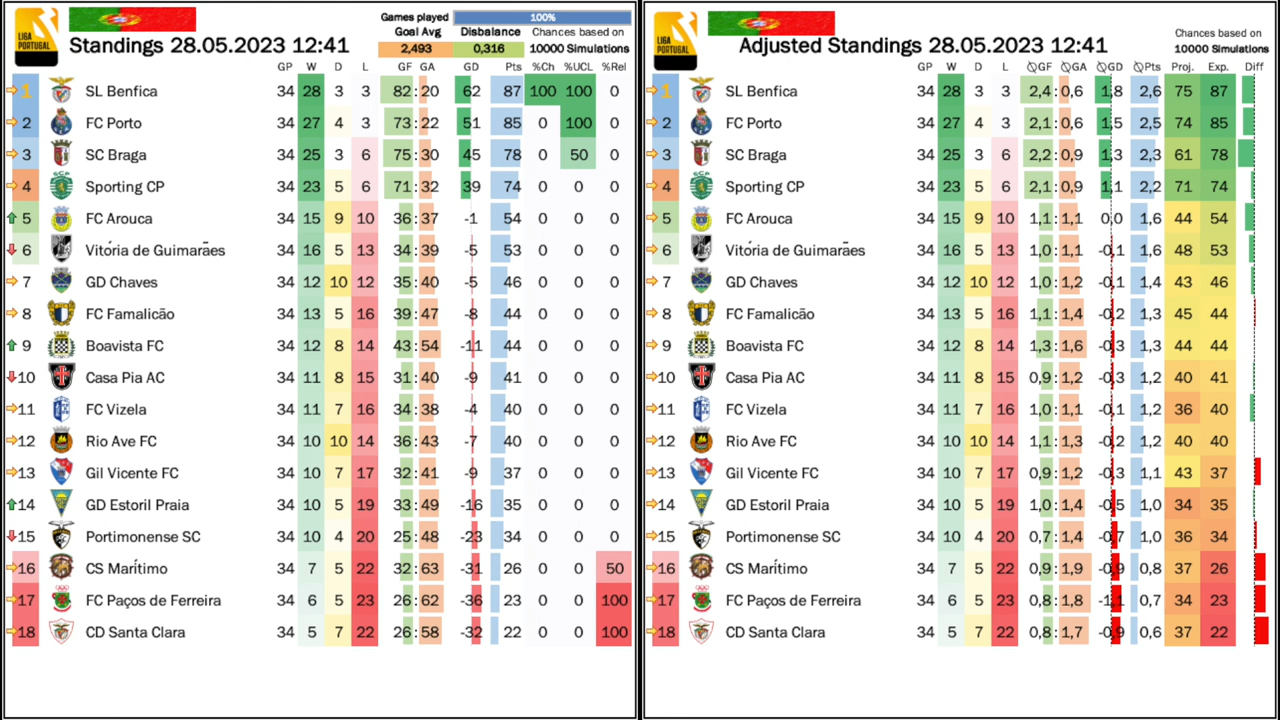 Games played 100%
Goal Avg Disbalance Chances based on
Standings 28.05.2023 12:41 2,493 0,316 10000 Simulations
LIGA PORTUGAL
GP W D L GF GA GD Pts %Ch %UCL %Rel
1 SL Benfica 34 28 3 3 82:20 62 87 100 100 0
2 FC Porto 34 27 4 3 73:22 51 85 0 100 0
3 SC Braga 34 25 3 6 75:30 45 78 0 50 0
4 Sporting CP 34 23 5 6 71:32 39 74 0 0 0
5 FC Arouca 34 15 9 10 36:37 -1 54 0 0 0
6 Vitória de Guimarães 34 16 5 13 34:39 -5 53 0 0 0
7 GD Chaves 34 12 10 12 35:40 -5 46 0 0 0
8 FC Famalicão 34 13 5 16 39:47 -8 44 0 0 0
9 Boavista FC 34 12 8 14 43:54 -11 44 0 0 0
10 Casa Pia AC 34 11 8 15 31:40 -9 41 0 0 0
11 FC Vizela 34 11 7 16 34:38 -4 40 0 0 0
12 Rio Ave FC 34 10 10 14 36:43 -7 40 0 0 0
13 Gil Vicente FC 34 10 7 17 32:41 -9 37 0 0 0
14 GD Estoril Praia 34 10 5 19 33:49 -16 35 0 0 0
15 Portimonense SC 34 10 4 20 25:48 -23 34 0 0 0
16 CS Marítimo 34 7 5 22 32:63 -31 26 0 0 50
17 FC Paços de Ferreira 34 6 5 23 26:62 -36 23 0 0 100
18 CD Santa Clara 34 5 7 22 26:58 -32 22 0 0 100
Chances based on
Adjusted Standings 28.05.2023 12:41 10000 Simulations
LIGA PORTUGAL
GP W D L ∅GF ∅GA ∅GD ∅Pts Proj. Exp. Diff
1 SL Benfica 34 28 3 3 2,4:0,6 1,8 2,6 75 87
2 FC Porto 34 27 4 3 2,1:0,6 1,5 2,5 74 85
3 SC Braga 34 25 3 6 2,2:0,9 1,3 2,3 61 78
4 Sporting CP 34 23 5 6 2,1:0,9 1,1 2,2 71 74
5 FC Arouca 34 15 9 10 1,1:1,1 0,0 1,6 44 54
6 Vitória de Guimarães 34 16 5 13 1,0:1,1 -0,1 1,6 48 53
7 GD Chaves 34 12 10 12 1,0:1,2 -0,1 1,4 43 46
8 FC Famalicão 34 13 5 16 1,1:1,4 -0,2 1,3 45 44
9 Boavista FC 34 12 8 14 1,3:1,6 -0,3 1,3 44 44
10 Casa Pia AC 34 11 8 15 0,9:1,2 -0,3 1,2 40 41
11 FC Vizela 34 11 7 16 1,0:1,1 -0,1 1,2 36 40
12 Rio Ave FC 34 10 10 14 1,1:1,3 -0,2 1,2 40 40
13 Gil Vicente FC 34 10 7 17 0,9:1,2 -0,3 1,1 43 37
14 GD Estoril Praia 34 10 5 19 1,0:1,4 -0,5 1,0 34 35
15 Portimonense SC 34 10 4 20 0,7:1,4 -0,7 1,0 36 34
16 CS Marítimo 34 7 5 22 0,9:1,9 -0,9 0,8 37 26
17 FC Paços de Ferreira 34 6 5 23 0,8:1,8 -1,1 0,7 34 23
18 CD Santa Clara 34 5 7 22 0,8:1,7 -0,9 0,6 37 22